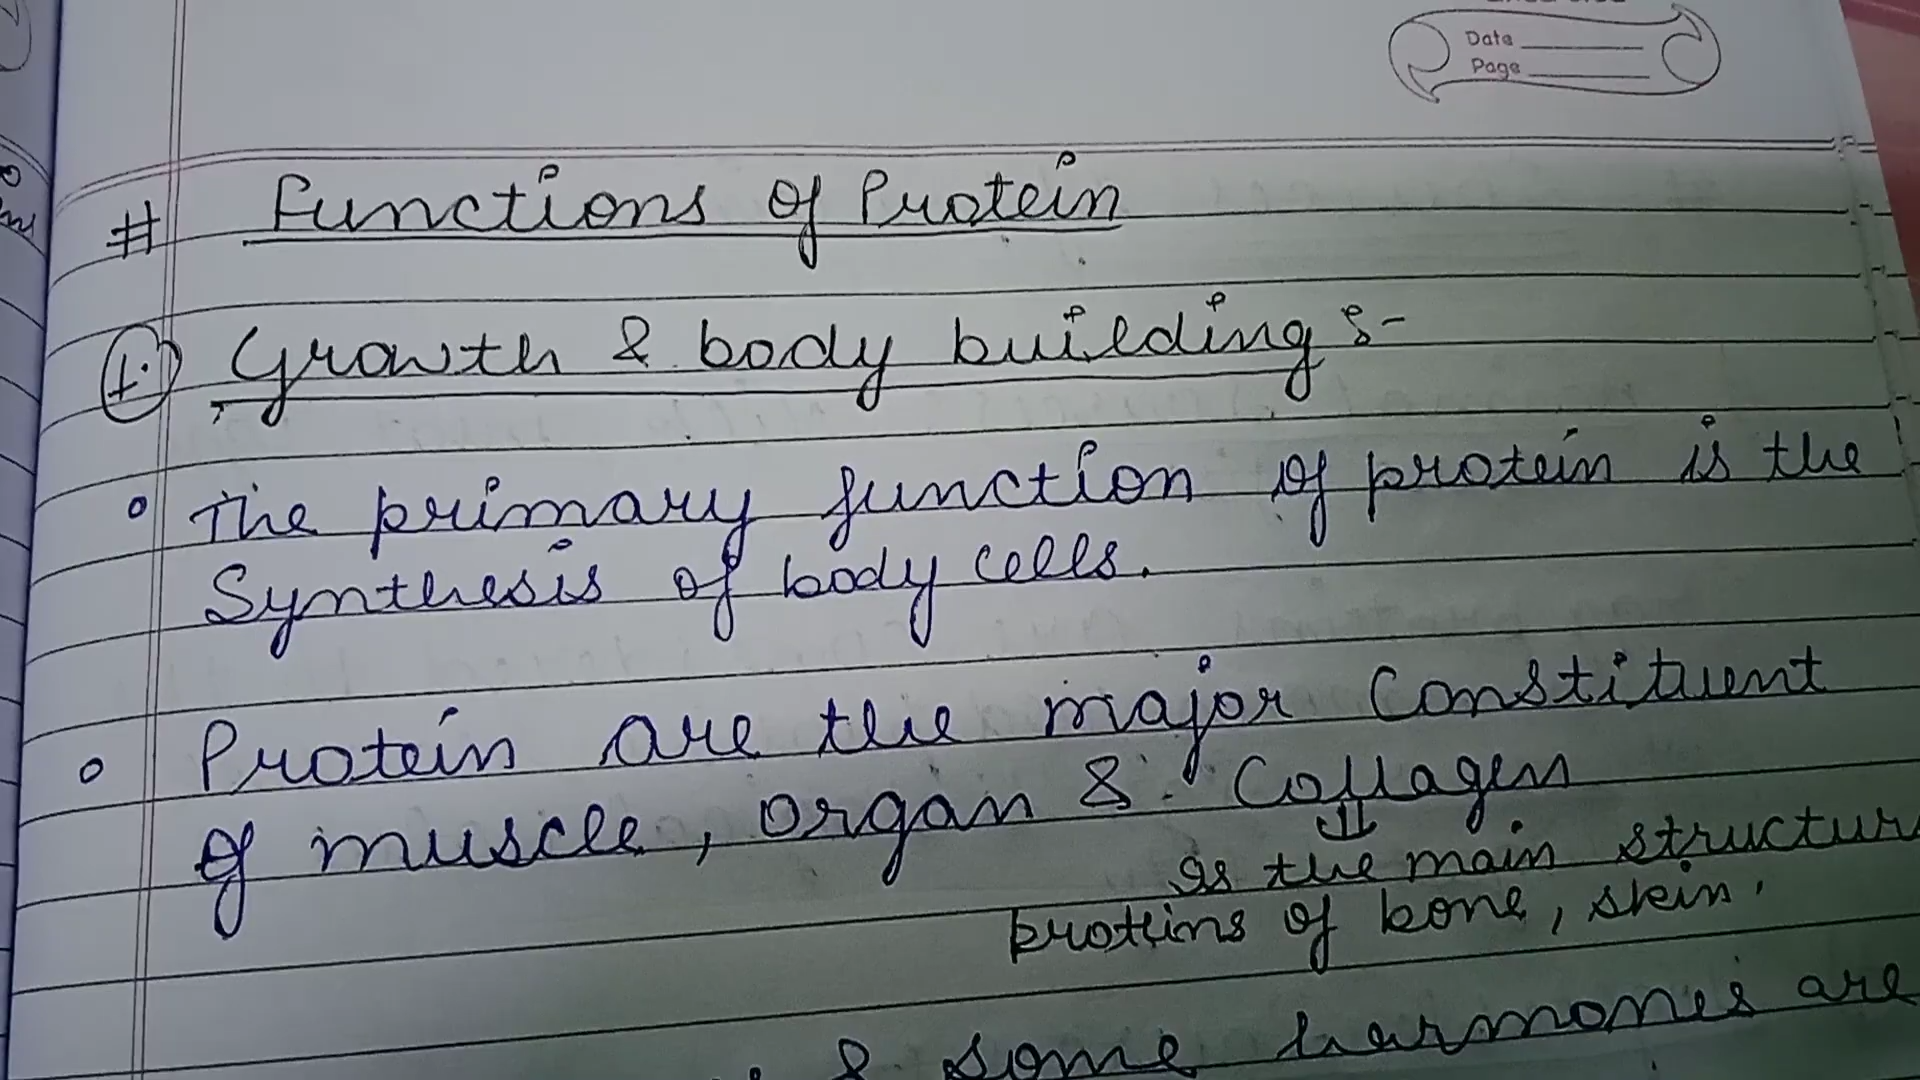 Date
Page
# Functions of Protein
1. Growth & body building :-
The primary function of protein is the
Synthesis of body cells.
Protein are the major Constituent
of muscle, organ & Collagen
⇓
is the main
proteins of bone, skin.
& some harmones are